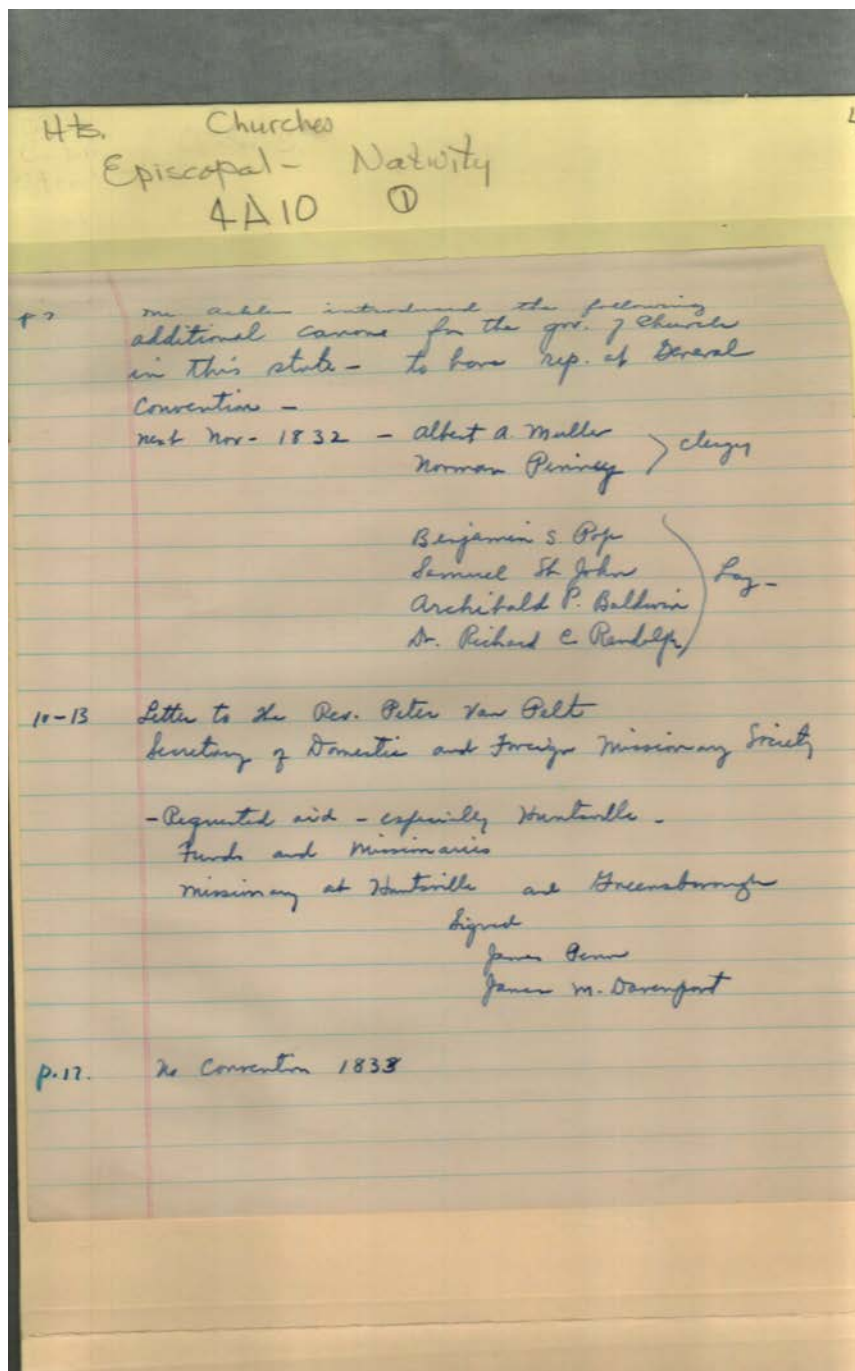 Hts. Churches
Episcopal - Nativity
4A10 ①
p 7 introduced the following
additional canons for the gov. of Church
in this state - to have rep. at General
Convention -
next Nov - 1832 - Albert A. Muller
Norman Pinney } clergy
Benjamin S. Pope
Samuel St. John
Archibald P. Baldwin
Dr. Richard C. Randolph } Lay -
10-13 Letter to the Rev. Peter Van Pelt
Secretary of Domestic and Foreign Missionary Society
- Requested aid - especially Huntsville -
Funds and Missionaries
missionary at Huntsville and Greensborough
Signed
James Penn
James M. Davenport
p. 17. No Convention 1833